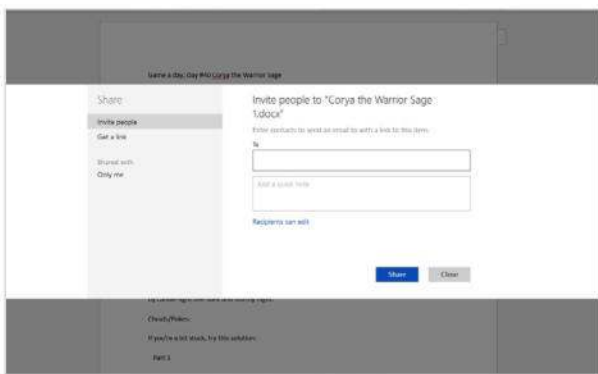 Game a day, Day #40 Corya the Warrior Sage
Share
Invite people
Get a link
Shared with
Only me
Invite people to "Corya the Warrior Sage
1.docx"
Enter contacts to send an email to with a link to this item.
To
Add a quick note
Recipients can edit
Share
Close
Cheats/Pokes:
If you're a bit stuck, try this solution:
Part 1